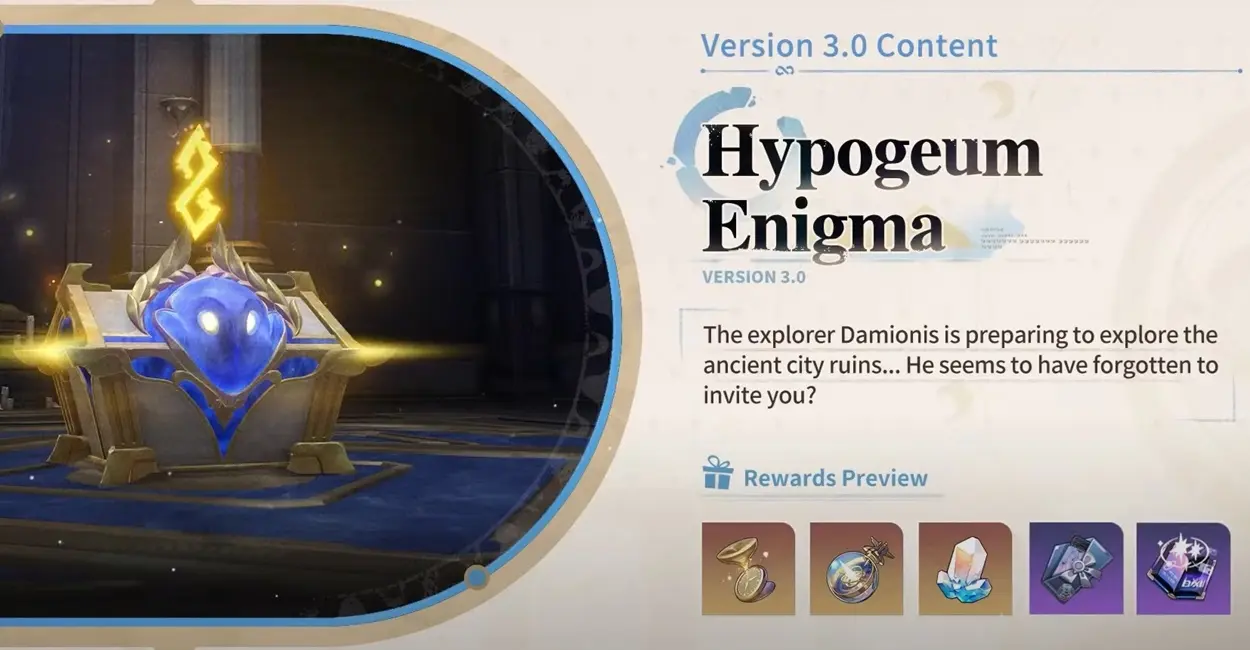 Version 3.0 Content
Hypogeum
Enigma
VERSION 3.0
The explorer Damionis is preparing to explore the
ancient city ruins... He seems to have forgotten to
invite you?
Rewards Preview